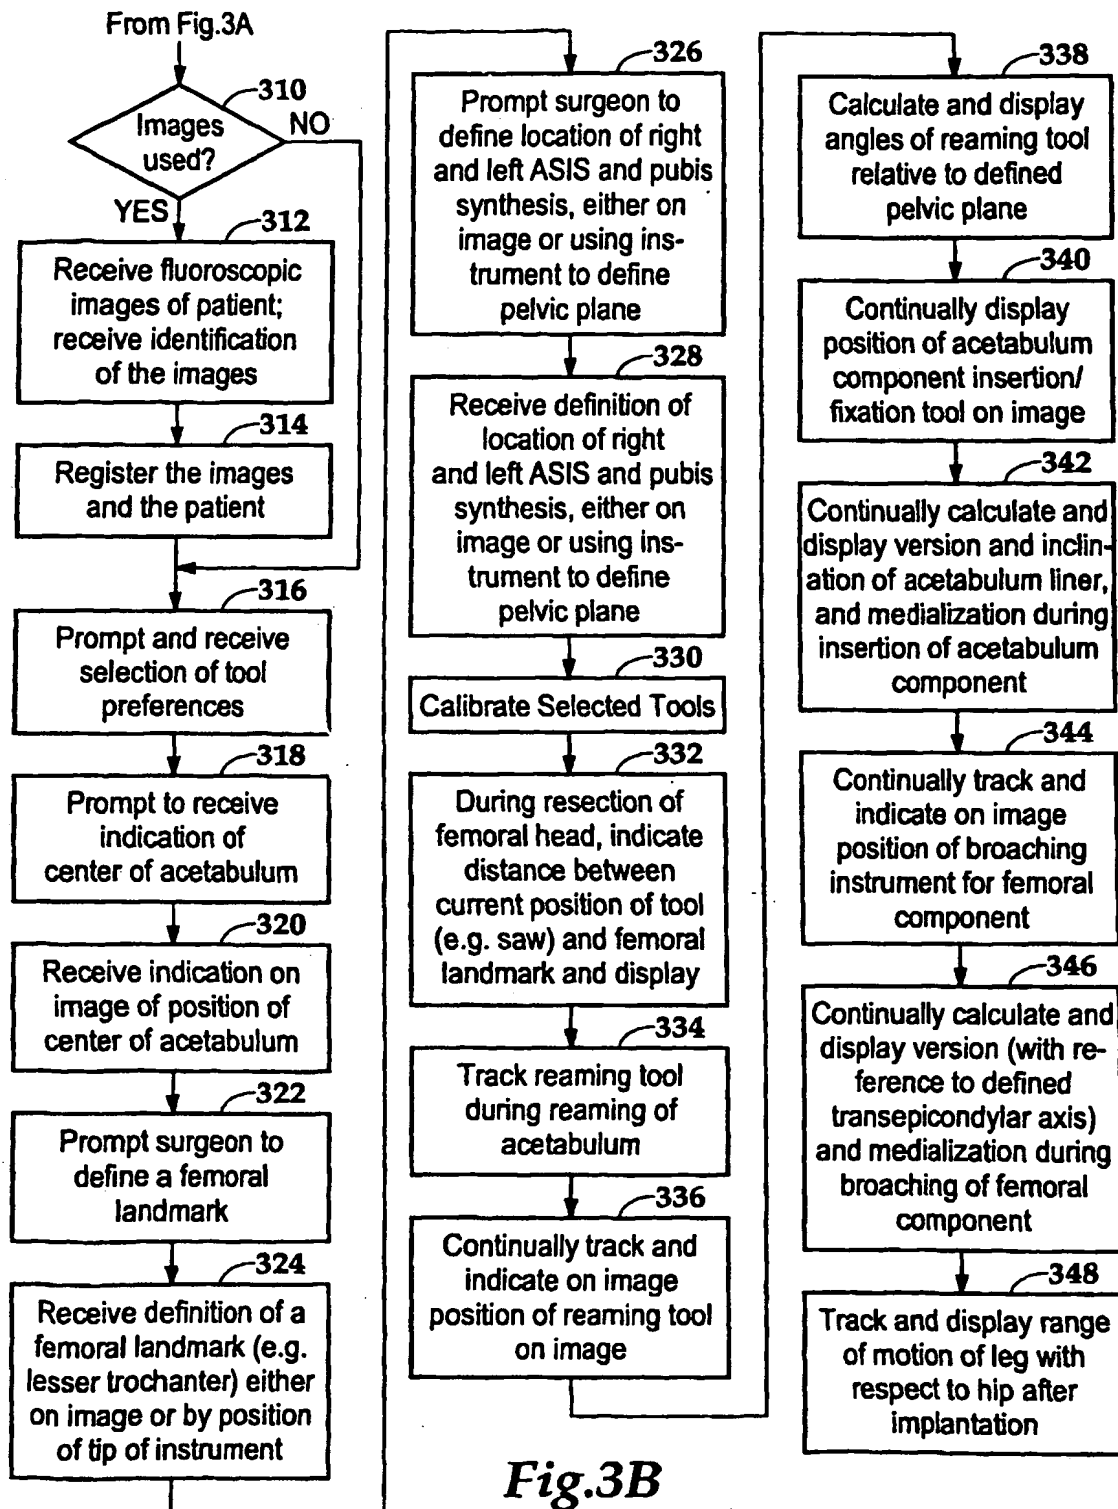 From Fig.3A
310
Images
used?
NO
YES
312
Receive fluoroscopic
images of patient;
receive identification
of the images
314
Register the images
and the patient
316
Prompt and receive
selection of tool
preferences
318
Prompt to receive
indication of
center of acetabulum
320
Receive indication on
image of position of
center of acetabulum
322
Prompt surgeon to
define a femoral
landmark
324
Receive definition of a
femoral landmark (e.g.
lesser trochanter) either
on image or by position
of tip of instrument
326
Prompt surgeon to
define location of right
and left ASIS and pubis
synthesis, either on
image or using ins-
trument to define
pelvic plane
328
Receive definition of
location of right
and left ASIS and pubis
synthesis, either on
image or using ins-
trument to define
pelvic plane
330
Calibrate Selected Tools
332
During resection of
femoral head, indicate
distance between
current position of tool
(e.g. saw) and femoral
landmark and display
334
Track reaming tool
during reaming of
acetabulum
336
Continually track and
indicate on image
position of reaming tool
on image
338
Calculate and display
angles of reaming tool
relative to defined
pelvic plane
340
Continually display
position of acetabulum
component insertion/
fixation tool on image
342
Continually calculate and
display version and inclin-
ation of acetabulum liner,
and medialization during
insertion of acetabulum
component
344
Continually track and
indicate on image
position of broaching
instrument for femoral
component
346
Continually calculate and
display version (with re-
ference to defined
transepicondylar axis)
and medialization during
broaching of femoral
component
348
Track and display range
of motion of leg with
respect to hip after
implantation
Fig.3B